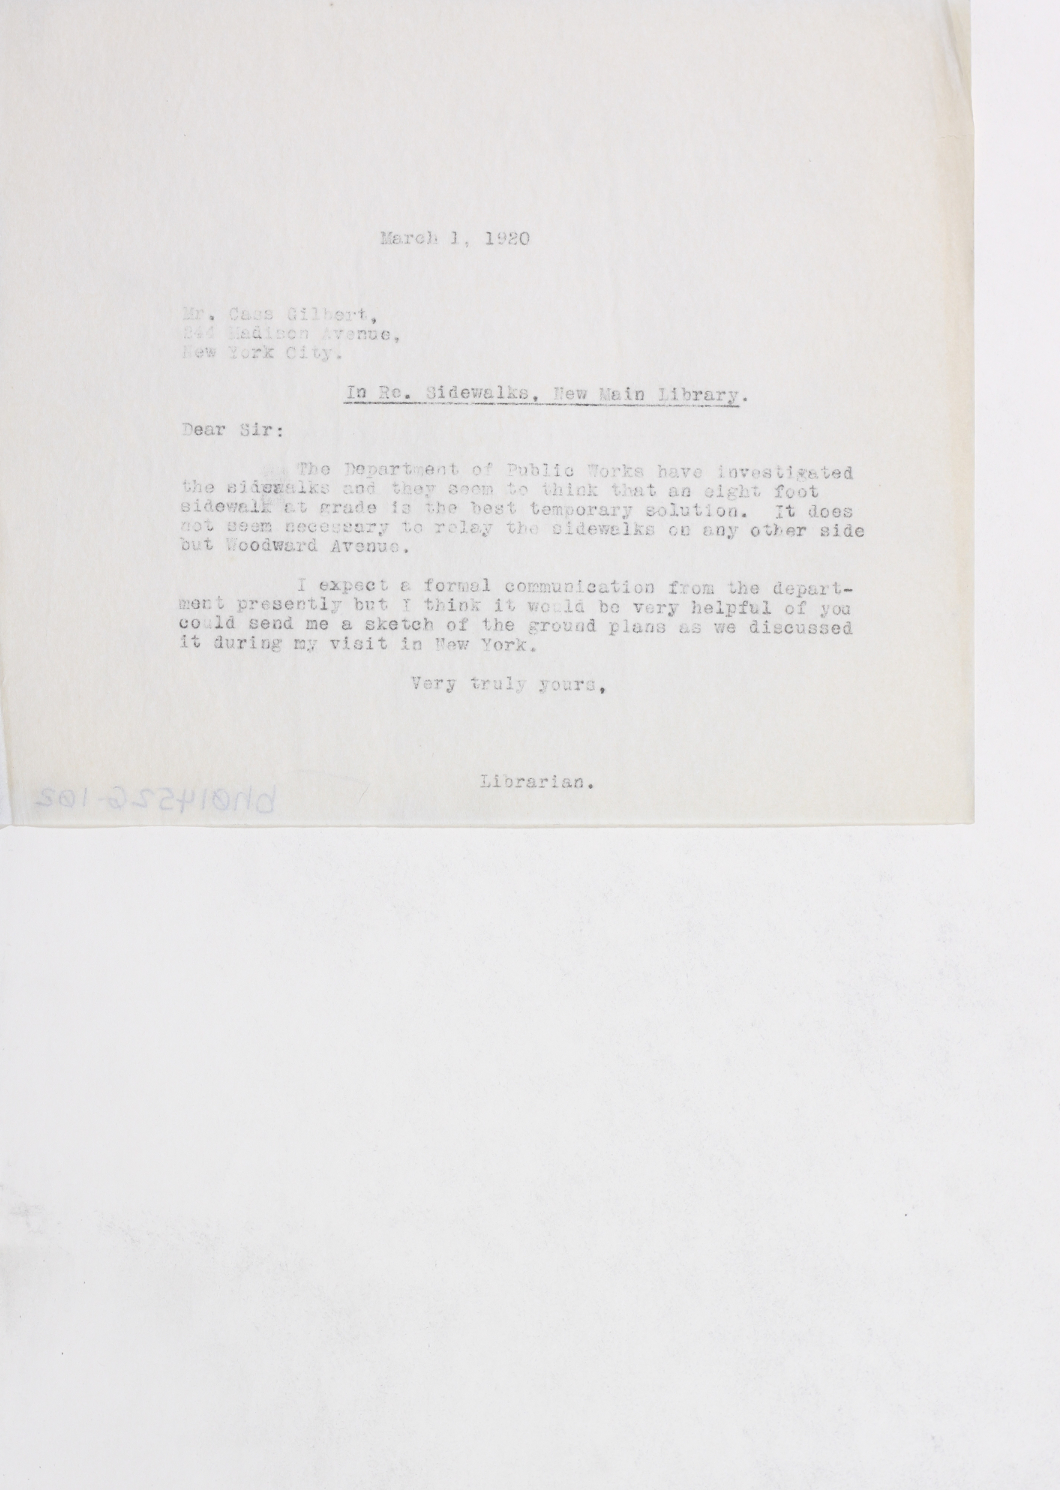 March 1, 1920
Mr. Cass Gilbert,
244 Madison Avenue,
New York City.
In Re. Sidewalks, New Main Library.
Dear Sir:
The Department of Public Works have investigated
the sidewalks and they seem to think that an eight foot
sidewalk at grade is the best temporary solution. It does
not seem necessary to relay the sidewalks on any other side
but Woodward Avenue.
I expect a formal communication from the depart-
ment presently but I think it would be very helpful of you
could send me a sketch of the ground plans as we discussed
it during my visit in New York.
Very truly yours,
Librarian.